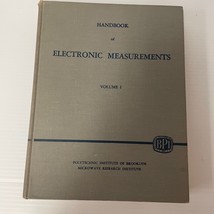 HANDBOOK
of
ELECTRONIC MEASUREMENTS
VOLUME I
POLYTECHNIC INSTITUTE OF BROOKLYN
MICROWAVE RESEARCH INSTITUTE